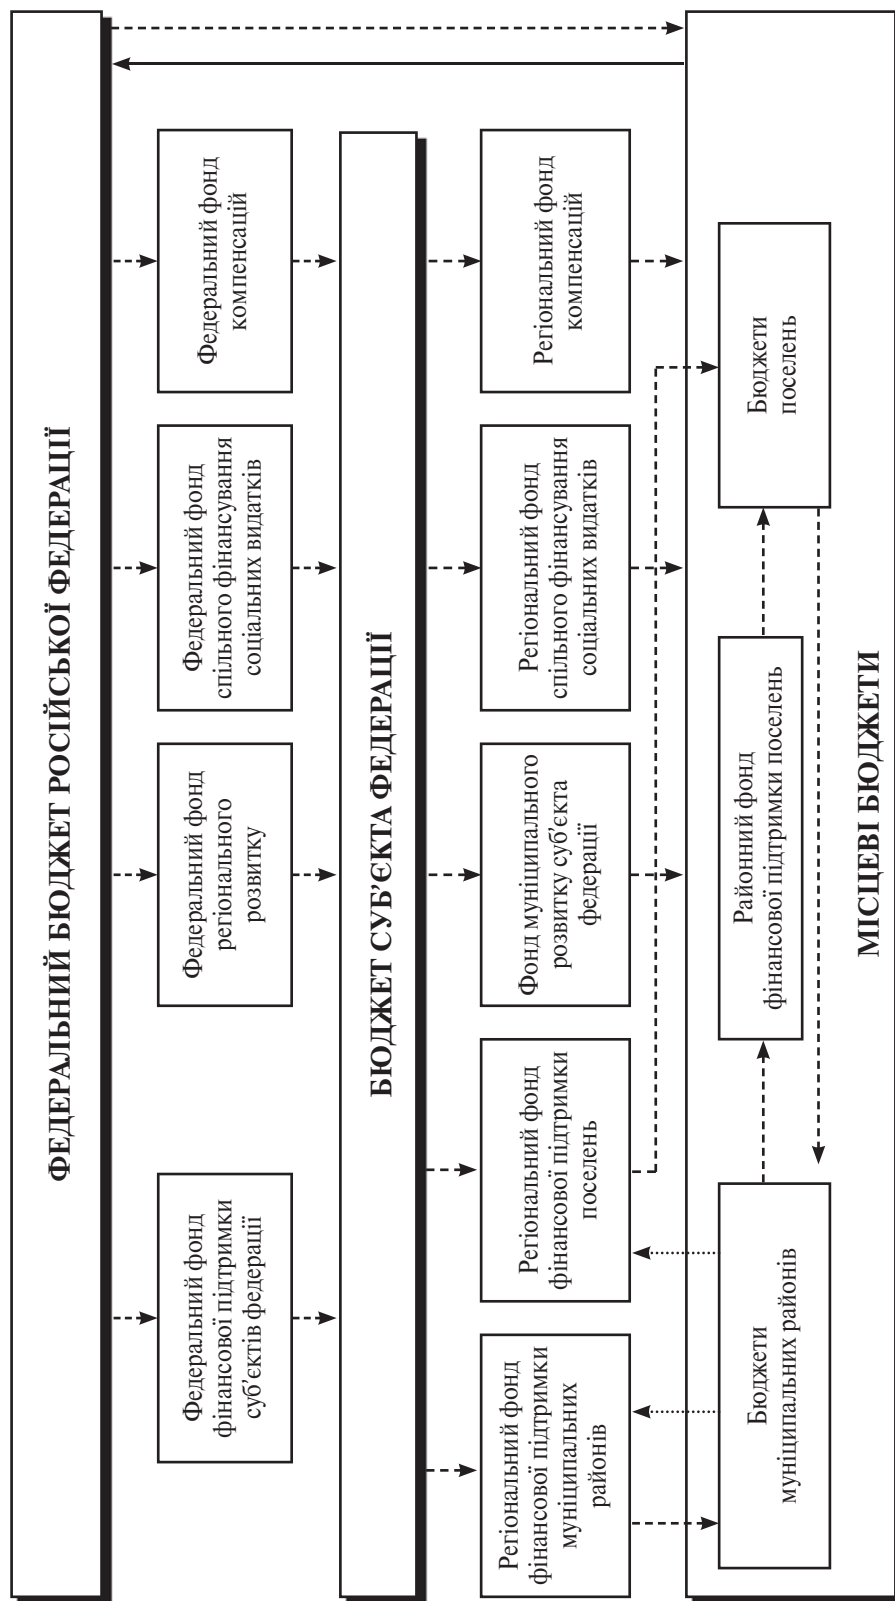 ФЕДЕРАЛЬНИЙ БЮДЖЕТ РОСІЙСЬКОЇ ФЕДЕРАЦІЇ
Федеральний фонд
фінансової підтримки
суб’єктів федерації
Федеральний фонд
регіонального
розвитку
Федеральний фонд
спільного фінансування
соціальних видатків
Федеральний фонд
компенсацій
БЮДЖЕТ СУБ’ЄКТА ФЕДЕРАЦІЇ
Регіональний фонд
фінансової підтримки
муніципальних
районів
Регіональний фонд
фінансової підтримки
поселень
Фонд муніципального
розвитку суб’єкта
федерації
Регіональний фонд
спільного фінансування
соціальних видатків
Регіональний фонд
компенсацій
Бюджети
муніципальних районів
Районний фонд
фінансової підтримки поселень
Бюджети
поселень
МІСЦЕВІ БЮДЖЕТИ